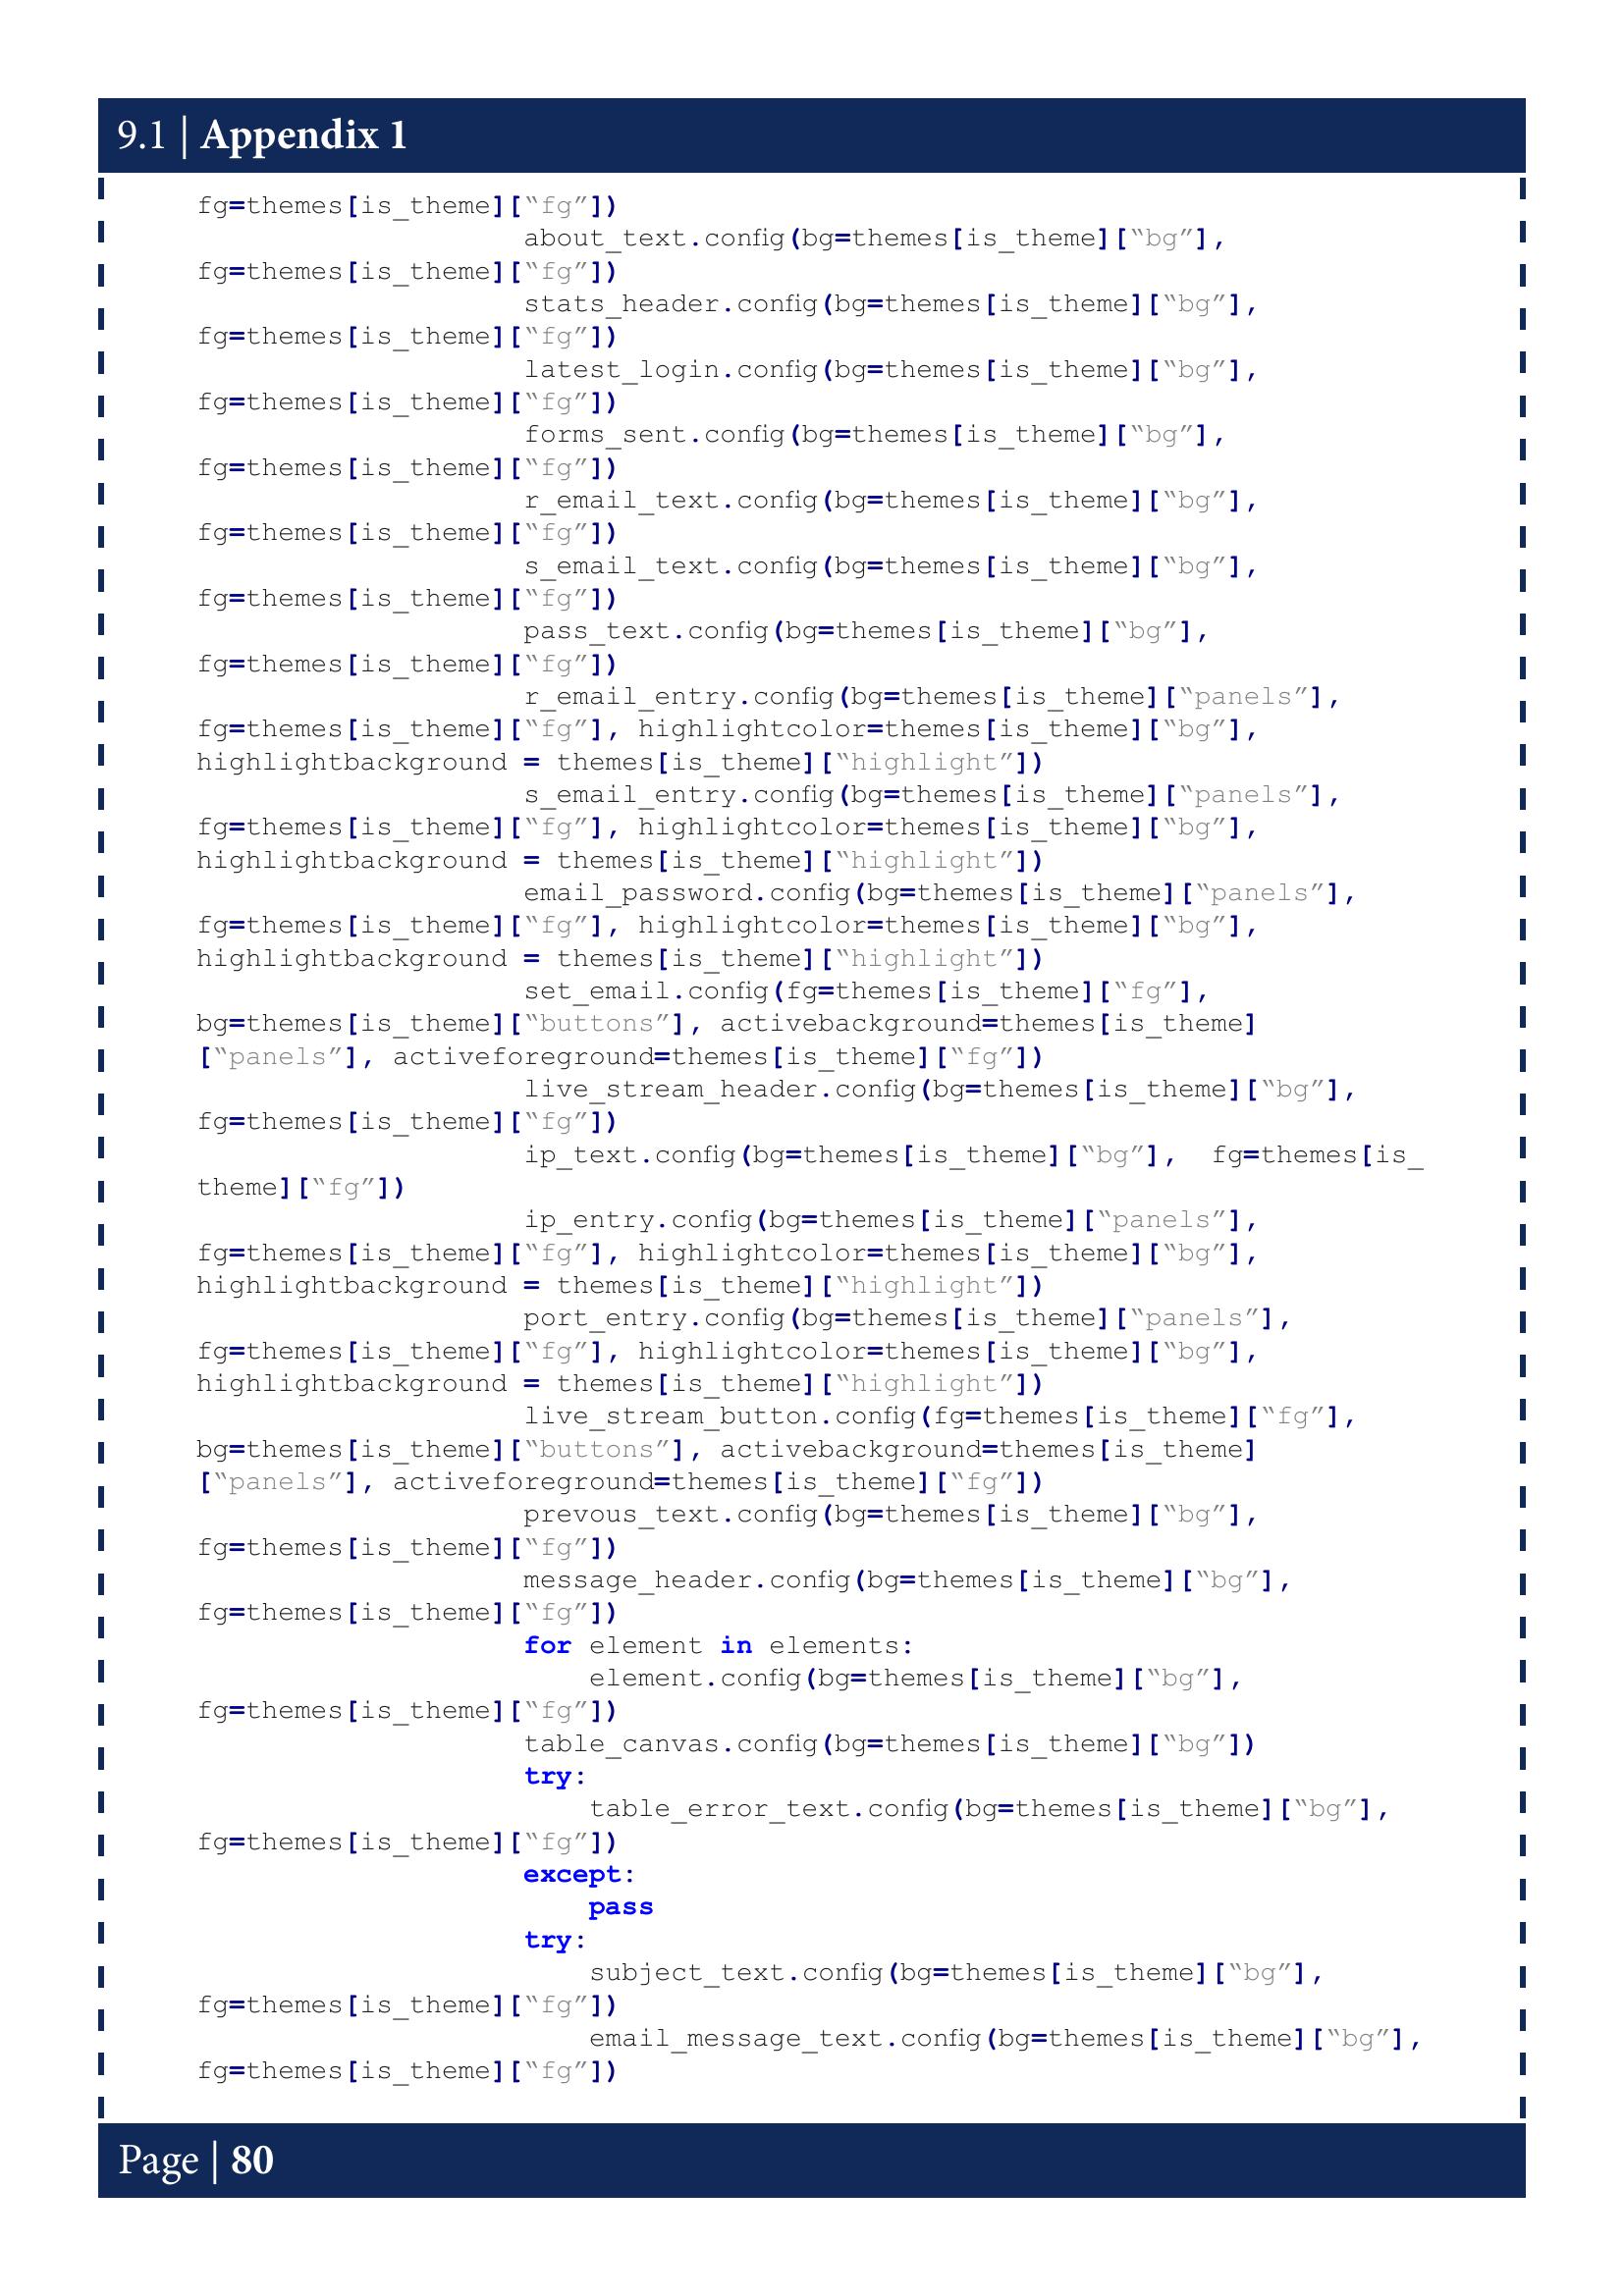 9.1 | Appendix 1
fg=themes[is_theme][“fg”])
about_text.config(bg=themes[is_theme][“bg”],
fg=themes[is_theme][“fg”])
stats_header.config(bg=themes[is_theme][“bg”],
fg=themes[is_theme][“fg”])
latest_login.config(bg=themes[is_theme][“bg”],
fg=themes[is_theme][“fg”])
forms_sent.config(bg=themes[is_theme][“bg”],
fg=themes[is_theme][“fg”])
r_email_text.config(bg=themes[is_theme][“bg”],
fg=themes[is_theme][“fg”])
s_email_text.config(bg=themes[is_theme][“bg”],
fg=themes[is_theme][“fg”])
pass_text.config(bg=themes[is_theme][“bg”],
fg=themes[is_theme][“fg”])
r_email_entry.config(bg=themes[is_theme][“panels”],
fg=themes[is_theme][“fg”], highlightcolor=themes[is_theme][“bg”],
highlightbackground = themes[is_theme][“highlight”])
s_email_entry.config(bg=themes[is_theme][“panels”],
fg=themes[is_theme][“fg”], highlightcolor=themes[is_theme][“bg”],
highlightbackground = themes[is_theme][“highlight”])
email_password.config(bg=themes[is_theme][“panels”],
fg=themes[is_theme][“fg”], highlightcolor=themes[is_theme][“bg”],
highlightbackground = themes[is_theme][“highlight”])
set_email.config(fg=themes[is_theme][“fg”],
bg=themes[is_theme][“buttons”], activebackground=themes[is_theme]
[“panels”], activeforeground=themes[is_theme][“fg”])
live_stream_header.config(bg=themes[is_theme][“bg”],
fg=themes[is_theme][“fg”])
ip_text.config(bg=themes[is_theme][“bg”],  fg=themes[is_
theme][“fg”])
ip_entry.config(bg=themes[is_theme][“panels”],
fg=themes[is_theme][“fg”], highlightcolor=themes[is_theme][“bg”],
highlightbackground = themes[is_theme][“highlight”])
port_entry.config(bg=themes[is_theme][“panels”],
fg=themes[is_theme][“fg”], highlightcolor=themes[is_theme][“bg”],
highlightbackground = themes[is_theme][“highlight”])
live_stream_button.config(fg=themes[is_theme][“fg”],
bg=themes[is_theme][“buttons”], activebackground=themes[is_theme]
[“panels”], activeforeground=themes[is_theme][“fg”])
prevous_text.config(bg=themes[is_theme][“bg”],
fg=themes[is_theme][“fg”])
message_header.config(bg=themes[is_theme][“bg”],
fg=themes[is_theme][“fg”])
for element in elements:
element.config(bg=themes[is_theme][“bg”],
fg=themes[is_theme][“fg”])
table_canvas.config(bg=themes[is_theme][“bg”])
try:
table_error_text.config(bg=themes[is_theme][“bg”],
fg=themes[is_theme][“fg”])
except:
pass
try:
subject_text.config(bg=themes[is_theme][“bg”],
fg=themes[is_theme][“fg”])
email_message_text.config(bg=themes[is_theme][“bg”],
fg=themes[is_theme][“fg”])
Page | 80